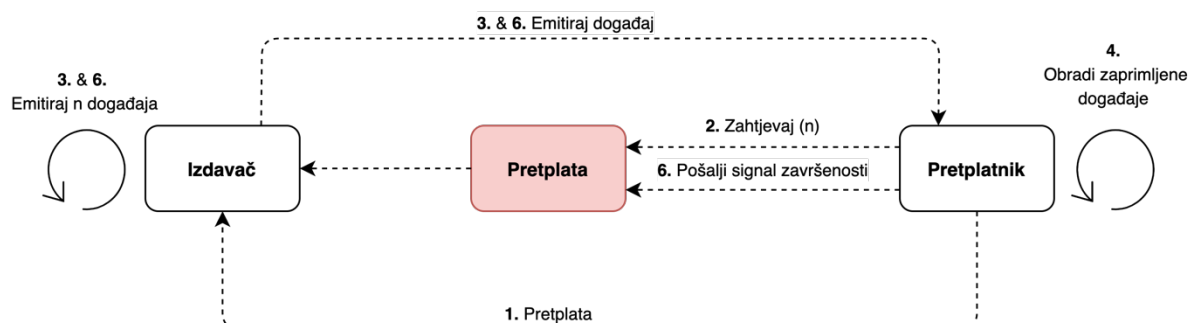 3. & 6. Emitiraj događaj
3. & 6.
Emitiraj n događaja
4.
Obradi zaprimljene
događaje
2. Zahtjevaj (n)
Izdavač
Pretplata
6. Pošalji signal završenosti
Pretplatnik
1. Pretplata